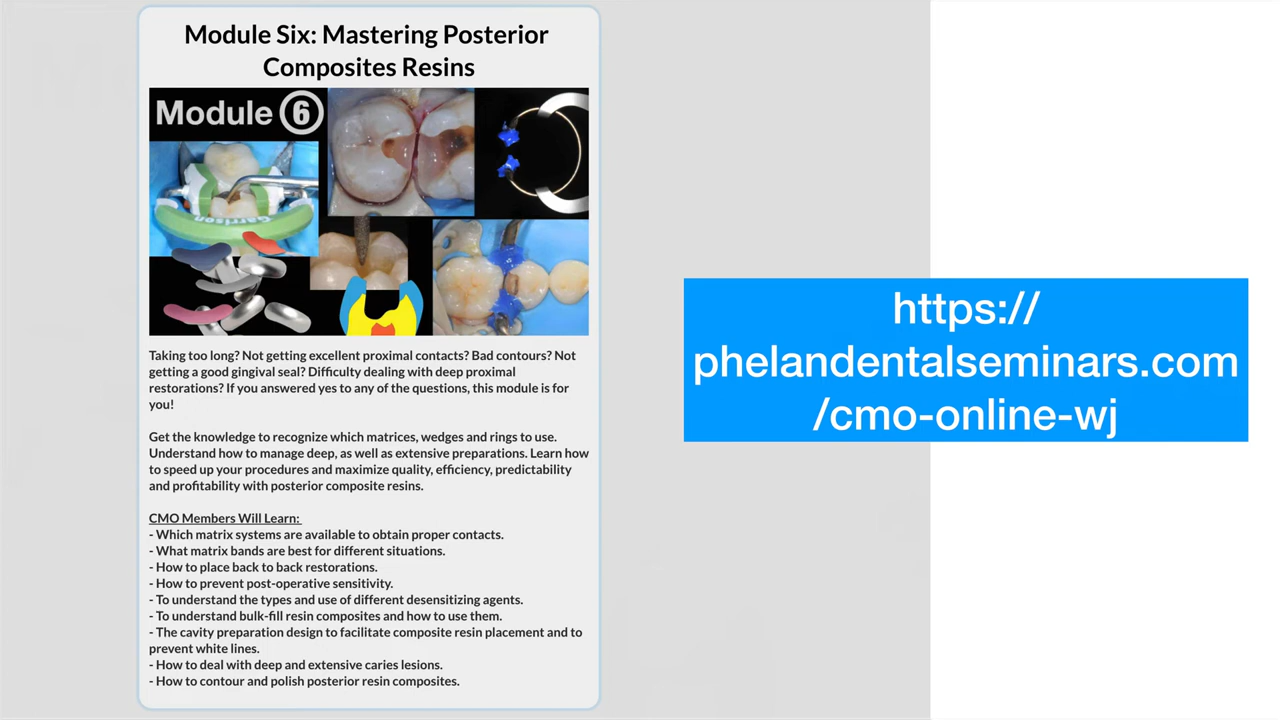 Module Six: Mastering Posterior
Composites Resins
Module 6
Garrison
Taking too long? Not getting excellent proximal contacts? Bad contours? Not
getting a good gingival seal? Difficulty dealing with deep proximal
restorations? If you answered yes to any of the questions, this module is for
you!
Get the knowledge to recognize which matrices, wedges and rings to use.
Understand how to manage deep, as well as extensive preparations. Learn how
to speed up your procedures and maximize quality, efficiency, predictability
and profitability with posterior composite resins.
CMO Members Will Learn:
- Which matrix systems are available to obtain proper contacts.
- What matrix bands are best for different situations.
- How to place back to back restorations.
- How to prevent post-operative sensitivity.
- To understand the types and use of different desensitizing agents.
- To understand bulk-fill resin composites and how to use them.
- The cavity preparation design to facilitate composite resin placement and to
prevent white lines.
- How to deal with deep and extensive caries lesions.
- How to contour and polish posterior resin composites.
https://
phelandentalseminars.com
/cmo-online-wj